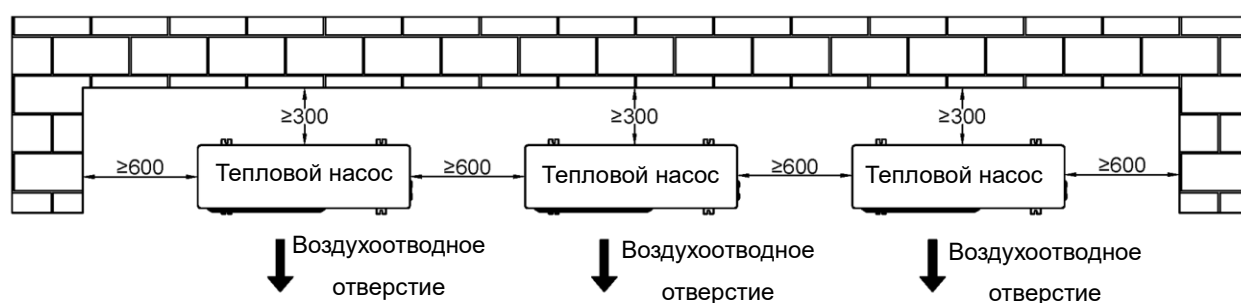 ≥300 ≥300 ≥300
≥600 Тепловой насос ≥600 Тепловой насос ≥600 Тепловой насос ≥600
Воздухоотводное
отверстие
Воздухоотводное
отверстие
Воздухоотводное
отверстие